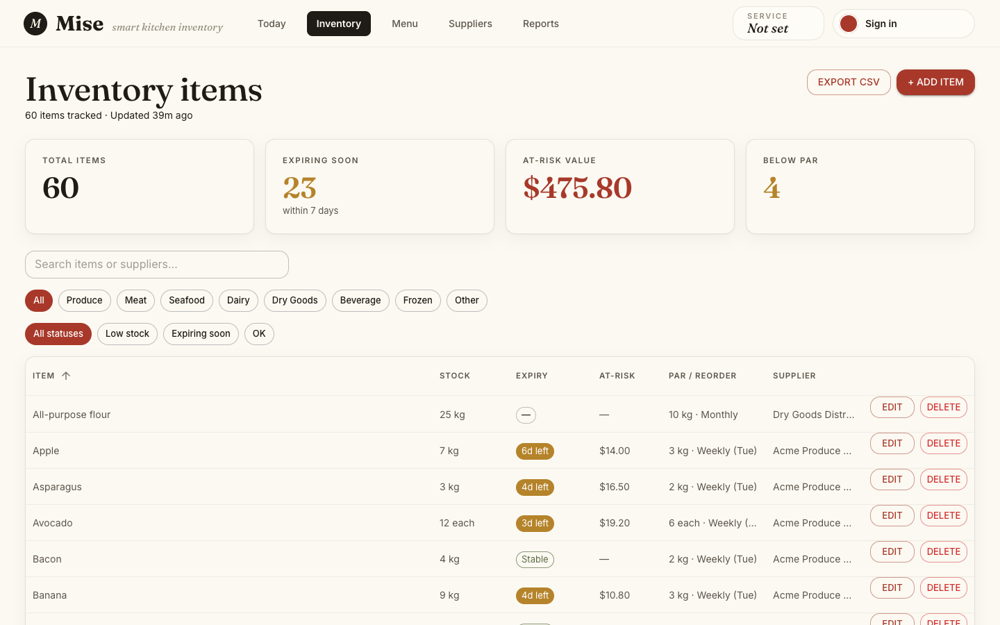 M Mise smart kitchen inventory Today Inventory Menu Suppliers Reports SERVICE Not set Sign in
Inventory items
EXPORT CSV + ADD ITEM
60 items tracked · Updated 39m ago
TOTAL ITEMS
60
EXPIRING SOON
23
within 7 days
AT-RISK VALUE
$475.80
BELOW PAR
4
Search items or suppliers...
All Produce Meat Seafood Dairy Dry Goods Beverage Frozen Other
All statuses Low stock Expiring soon OK
ITEM ↑ STOCK EXPIRY AT-RISK PAR / REORDER SUPPLIER
All-purpose flour 25 kg — — 10 kg · Monthly Dry Goods Distr... EDIT DELETE
Apple 7 kg 6d left $14.00 3 kg · Weekly (Tue) Acme Produce ... EDIT DELETE
Asparagus 3 kg 4d left $16.50 2 kg · Weekly (Tue) Acme Produce ... EDIT DELETE
Avocado 12 each 3d left $19.20 6 each · Weekly (... Acme Produce ... EDIT DELETE
Bacon 4 kg Stable — 2 kg · Weekly (Tue) Acme Produce ... EDIT DELETE
Banana 9 kg 4d left $10.80 3 kg · Weekly (Tue) Acme Produce ... EDIT DELETE
EDIT DELETE